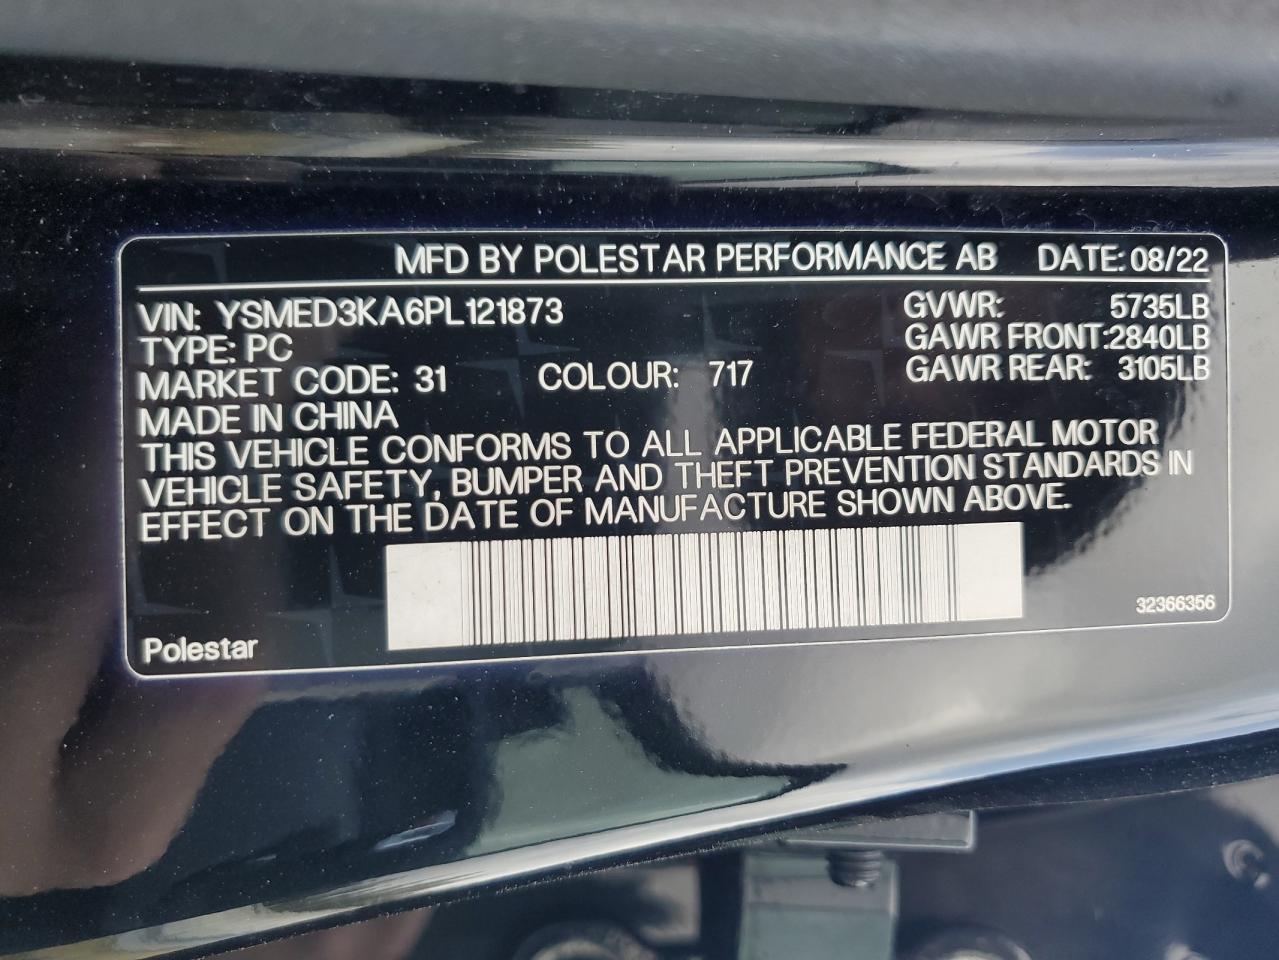 MFD BY POLESTAR PERFORMANCE AB DATE: 08/22
VIN: YSMED3KA6PL121873 GVWR: 5735LB
TYPE: PC GAWR FRONT:2840LB
MARKET CODE: 31 COLOUR: 717 GAWR REAR: 3105LB
MADE IN CHINA
THIS VEHICLE CONFORMS TO ALL APPLICABLE FEDERAL MOTOR
VEHICLE SAFETY, BUMPER AND THEFT PREVENTION STANDARDS IN
EFFECT ON THE DATE OF MANUFACTURE SHOWN ABOVE.
32366356
Polestar